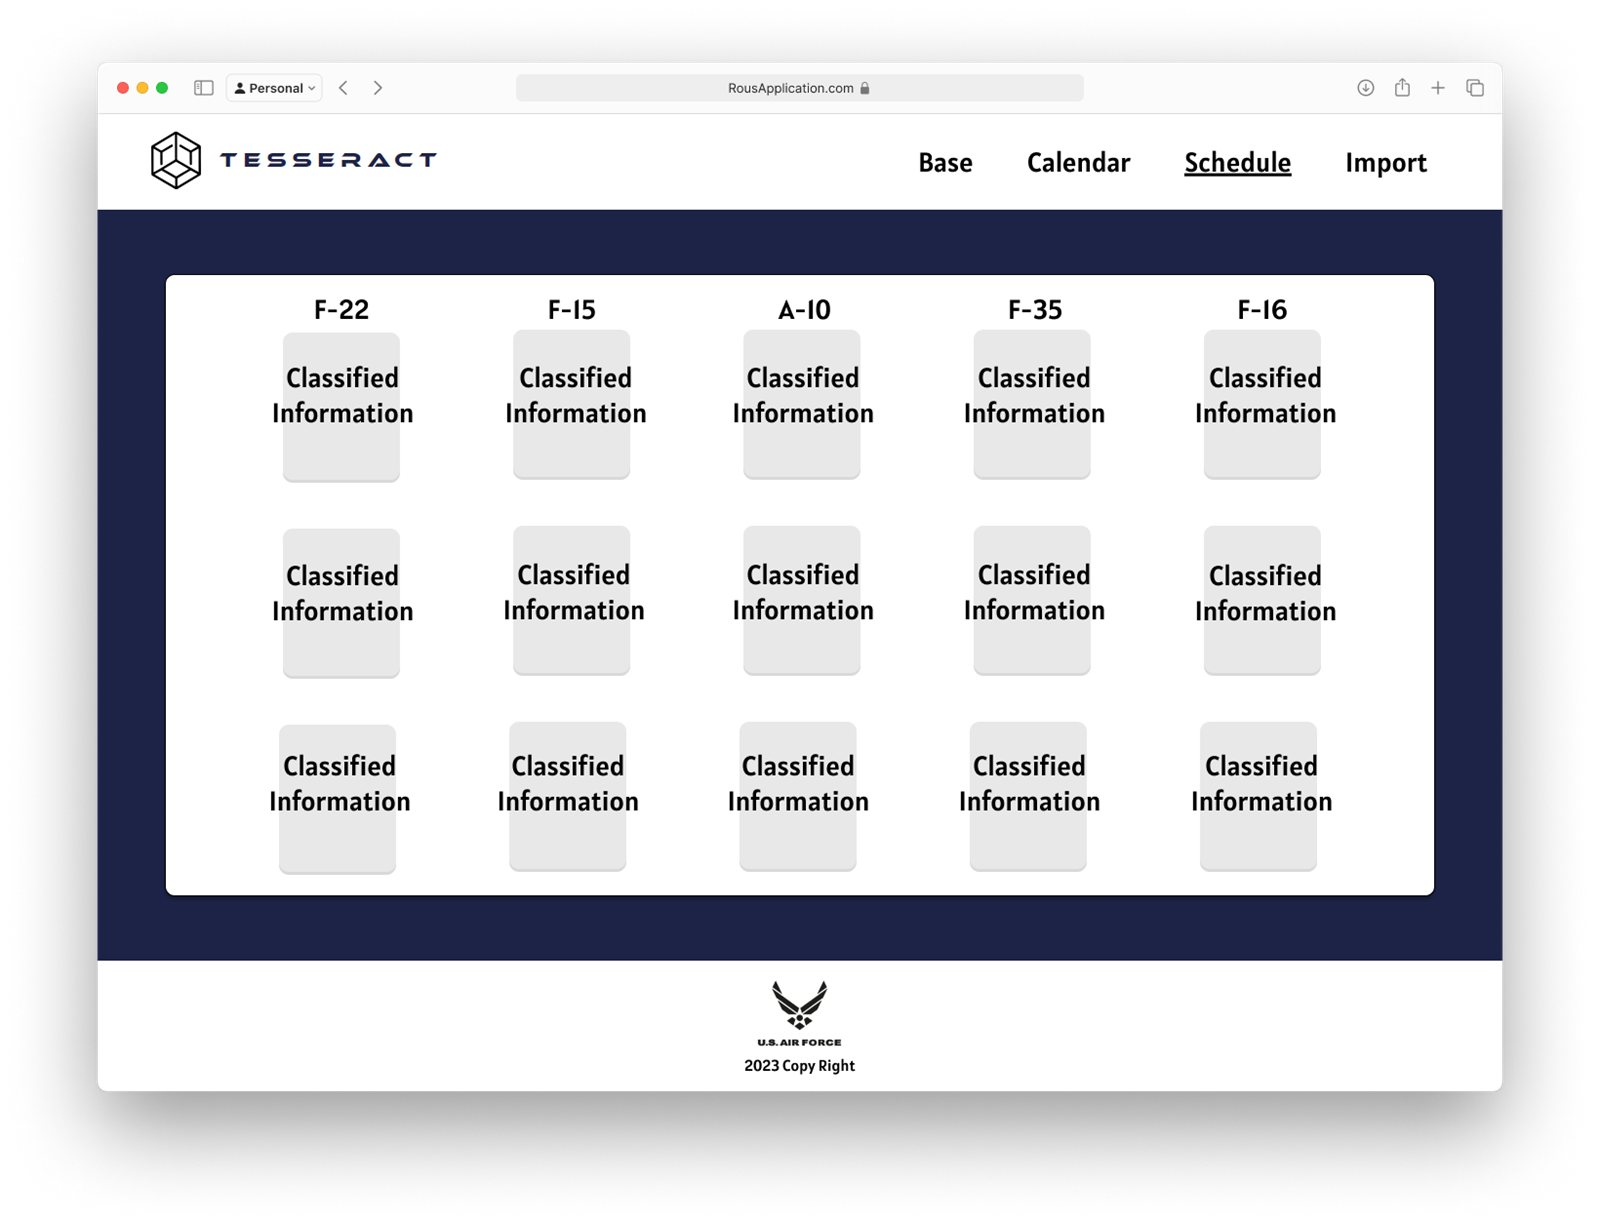 Personal
RousApplication.com
TESSERACT
Base Calendar Schedule Import
F-22 F-15 A-10 F-35 F-16
Classified Classified Classified Classified Classified
Information Information Information Information Information
Classified Classified Classified Classified Classified
Information Information Information Information Information
Classified Classified Classified Classified Classified
Information Information Information Information Information
U.S. AIR FORCE
2023 Copy Right